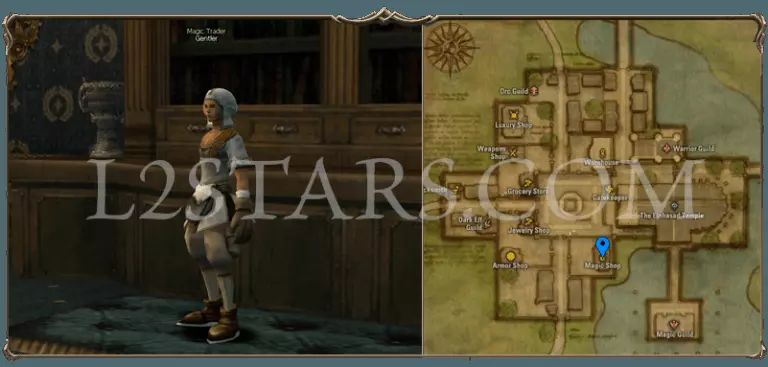 Magic Trader
Gentler
L2STARS.COM
Orc Guild
Luxury Shop
Weapons
Shop
Warehouse
Warrior Guild
Grocery Store
Gatekeeper
Dark Elf
Guild
Jewelry Shop
The Einhasad Temple
Armor Shop
Magic Shop
Magic Guild